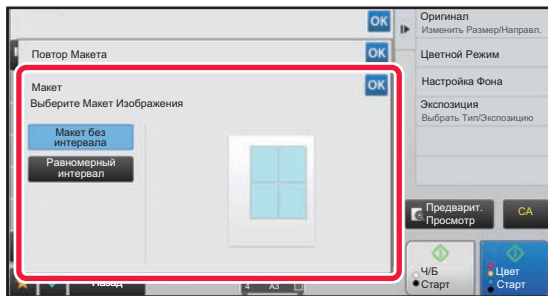 OK
Повтор Макета
OK
Макет
OK
Выберите Макет Изображения
Макет без
интервала
Равномерный
интервал
Назад
4 A3
Оригинал
Изменить Размер/Направл.
Цветной Режим
Настройка Фона
Экспозиция
Выбрать Тип/Экспозицию
Предварит.
Просмотр
CA
Ч/Б
Старт
Цвет
Старт